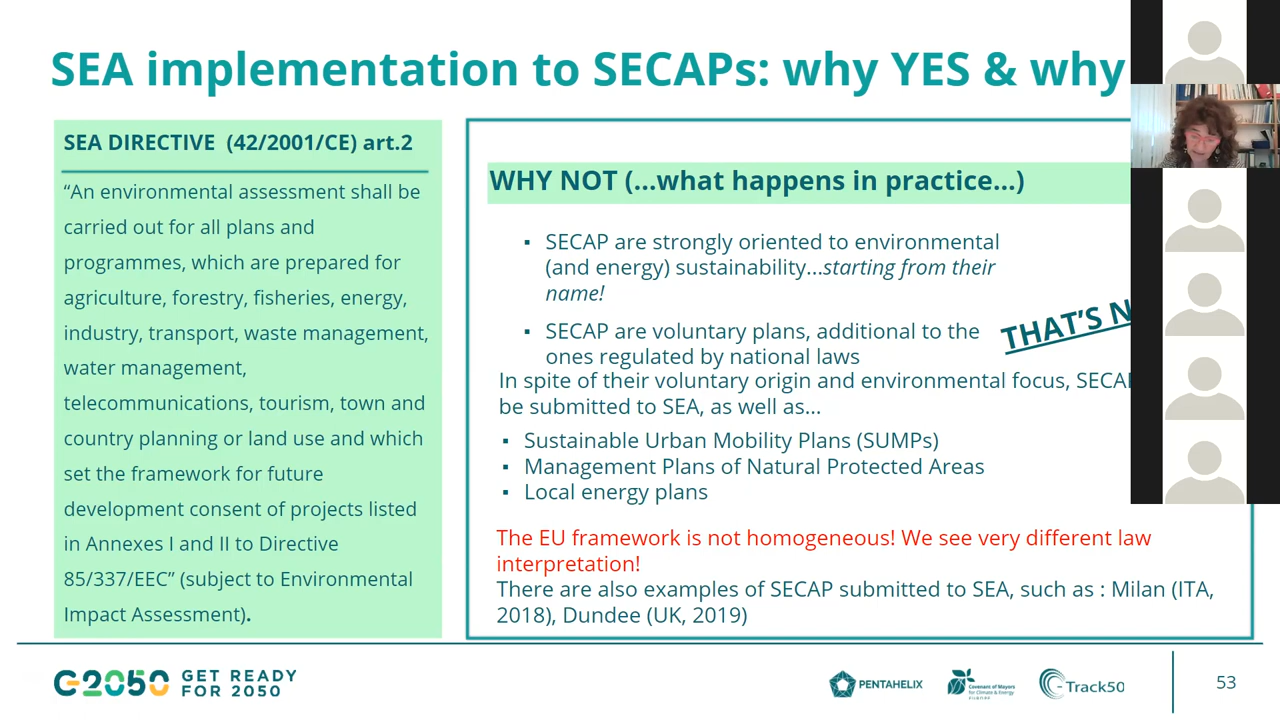 SEA implementation to SECAPs: why YES & why
SEA DIRECTIVE (42/2001/CE) art.2
“An environmental assessment shall be
carried out for all plans and
programmes, which are prepared for
agriculture, forestry, fisheries, energy,
industry, transport, waste management,
water management,
telecommunications, tourism, town and
country planning or land use and which
set the framework for future
development consent of projects listed
in Annexes I and II to Directive
85/337/EEC” (subject to Environmental
Impact Assessment).
WHY NOT (...what happens in practice...)
▪ SECAP are strongly oriented to environmental
(and energy) sustainability...starting from their
name!
▪ SECAP are voluntary plans, additional to the
ones regulated by national laws
THAT’S N
In spite of their voluntary origin and environmental focus, SECA
be submitted to SEA, as well as...
▪ Sustainable Urban Mobility Plans (SUMPs)
▪ Management Plans of Natural Protected Areas
▪ Local energy plans
The EU framework is not homogeneous! We see very different law
interpretation!
There are also examples of SECAP submitted to SEA, such as : Milan (ITA,
2018), Dundee (UK, 2019)
C-2050 GET READY
FOR 2050
PENTAHELIX
Covenant of Mayors
for Climate & Energy
C-Track50
53